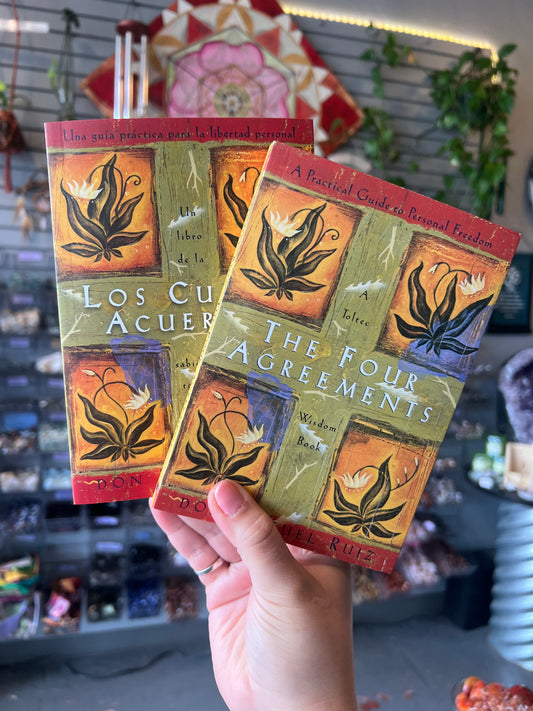 Una guía práctica para la libertad personal
Un
libro
de la
LOS CU
ACUER
DON
A Practical Guide to Personal Freedom
A
Toltec
THE FOUR
AGREEMENTS
Wisdom
Book
RUIZ